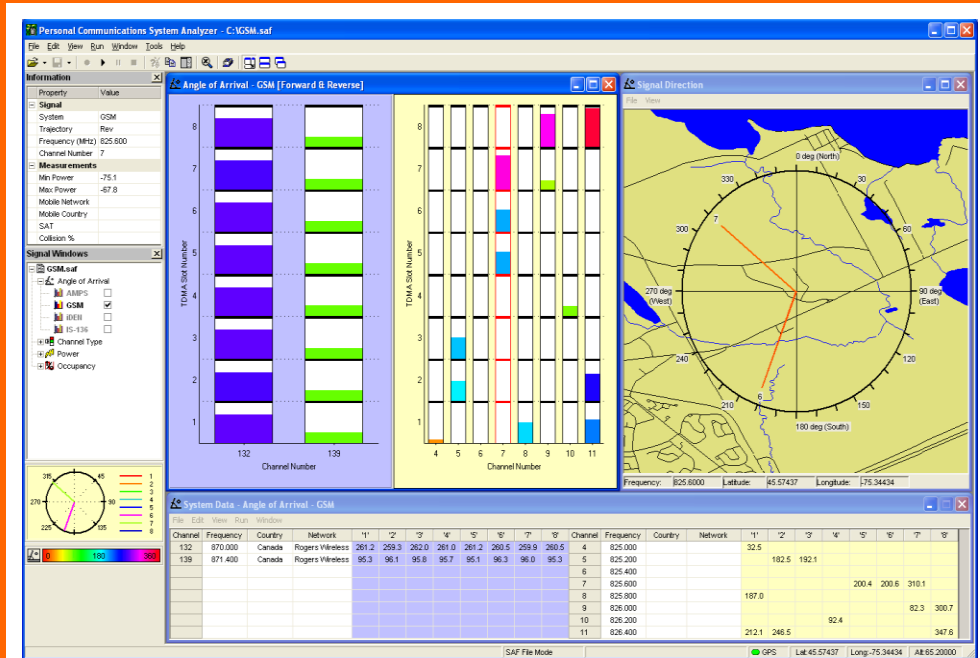 Personal Communications System Analyzer - C:\GSM.saf
File Edit View Run Window Tools Help
Information
Property Value
Signal
System GSM
Trajectory Rev
Frequency (MHz) 825.600
Channel Number 7
Measurements
Min Power -75.1
Max Power -67.8
Mobile Network
Mobile Country
SAT
Collision %
Signal Windows
GSM.saf
Angle of Arrival
AMPS
GSM
iDEN
IS-136
Channel Type
Power
Occupancy
315
270
225
90
135
1
2
3
4
5
6
7
8
0 180 360
Angle of Arrival - GSM [Forward & Reverse]
TDMA Slot Number
8
7
6
5
4
3
2
1
132 139
Channel Number
TDMA Slot Number
8
7
6
5
4
3
2
1
4 5 6 7 8 9 10 11
Channel Number
Signal Direction
File View
0 deg (North)
330 30
7
300 60
270 deg (West)
90 deg (East)
240 120
6
210 150
180 deg (South)
Frequency: 825.6000 Latitude: 45.57437 Longitude: -75.34434
System Data - Angle of Arrival - GSM
File Edit View Run Window
Channel Frequency Country Network '1' '2' '3' '4' '5' '6' '7' '8' Channel Frequency Country Network '1' '2' '3' '4' '5' '6' '7' '8'
132 870.000 Canada Rogers Wireless 261.2 259.3 262.0 261.0 261.2 260.5 259.9 260.5 4 825.000 32.5
139 871.400 Canada Rogers Wireless 95.3 96.1 95.8 95.7 95.1 96.3 96.0 95.3 5 825.200 182.5 192.1
6 825.400
7 825.600 200.4 200.6 310.1
8 825.800 187.0
9 826.000 82.3 300.7
10 826.200 92.4
11 826.400 212.1 246.5 347.6
SAF File Mode GPS Lat:45.57437 Long:-75.34434 Alt:65.20000